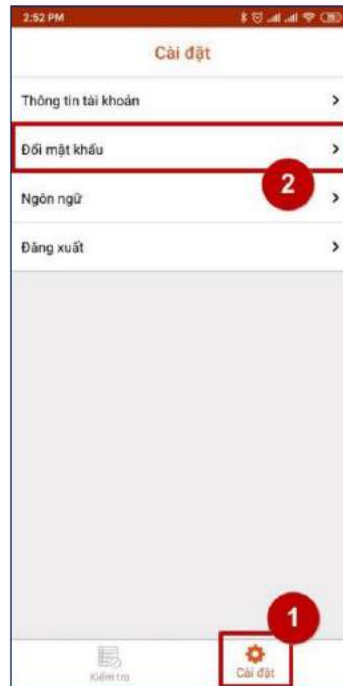 2:52 PM
Cài đặt
Thông tin tài khoản
Đổi mật khẩu
2
Ngôn ngữ
Đăng xuất
1
Kiểm tra
Cài đặt